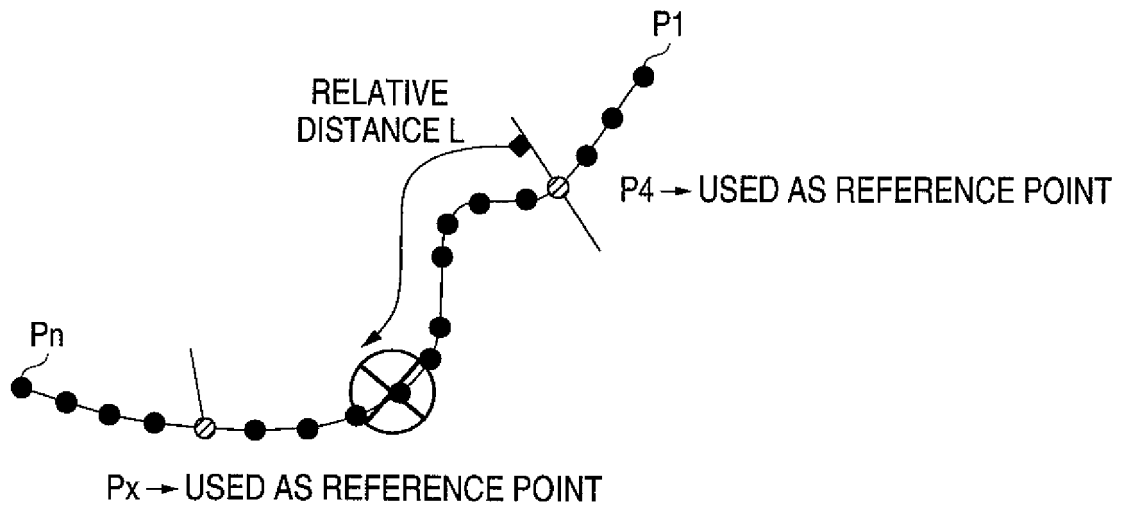 P1
RELATIVE
DISTANCE L
P4 → USED AS REFERENCE POINT
Pn
Px → USED AS REFERENCE POINT